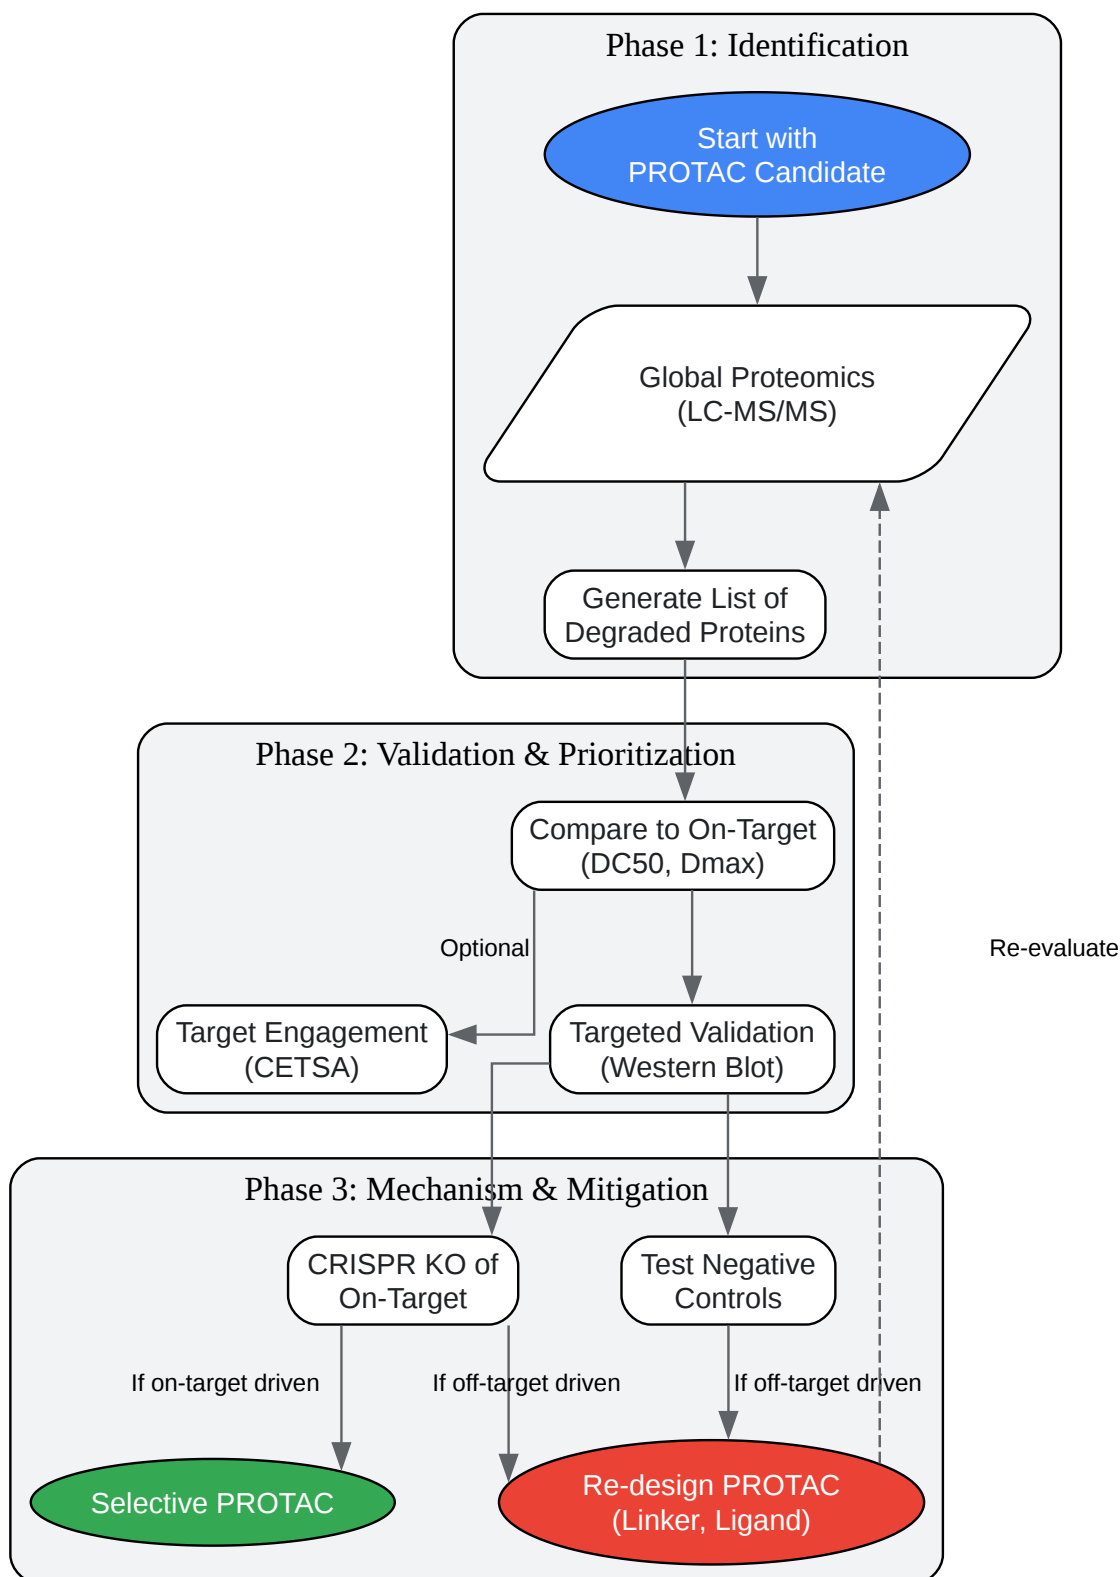 Phase 1: Identification
Start with
PROTAC Candidate
Global Proteomics
(LC-MS/MS)
Generate List of
Degraded Proteins
Phase 2: Validation & Prioritization
Compare to On-Target
(DC50, Dmax)
Optional
Re-evaluate
Target Engagement
(CETSA)
Targeted Validation
(Western Blot)
Phase 3: Mechanism & Mitigation
CRISPR KO of
On-Target
Test Negative
Controls
If on-target driven
If off-target driven
If off-target driven
Selective PROTAC
Re-design PROTAC
(Linker, Ligand)